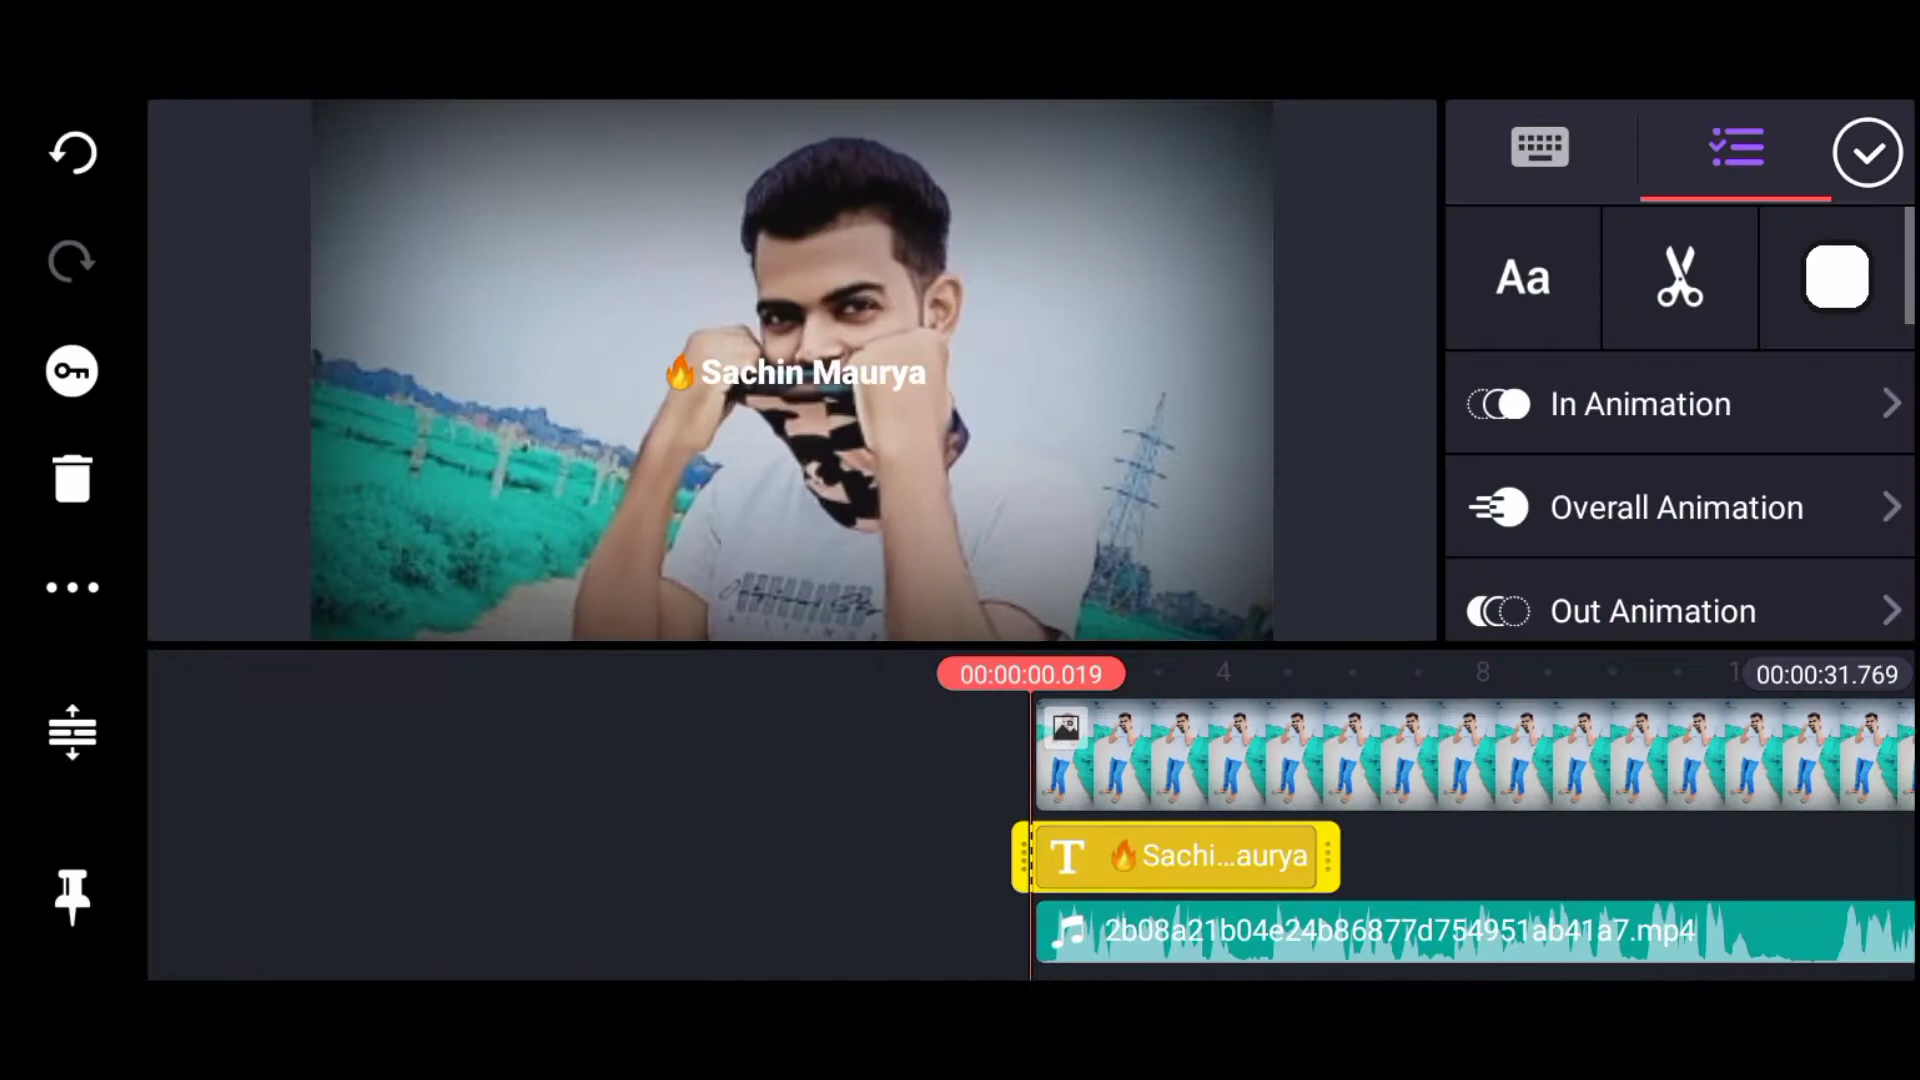 🔥Sachin Maurya
Aa
In Animation
Overall Animation
Out Animation
00:00:00.019
4
8
00:00:31.769
T 🔥Sachi...aurya
2b08a21b04e24b86877d754951ab41a7.mp4